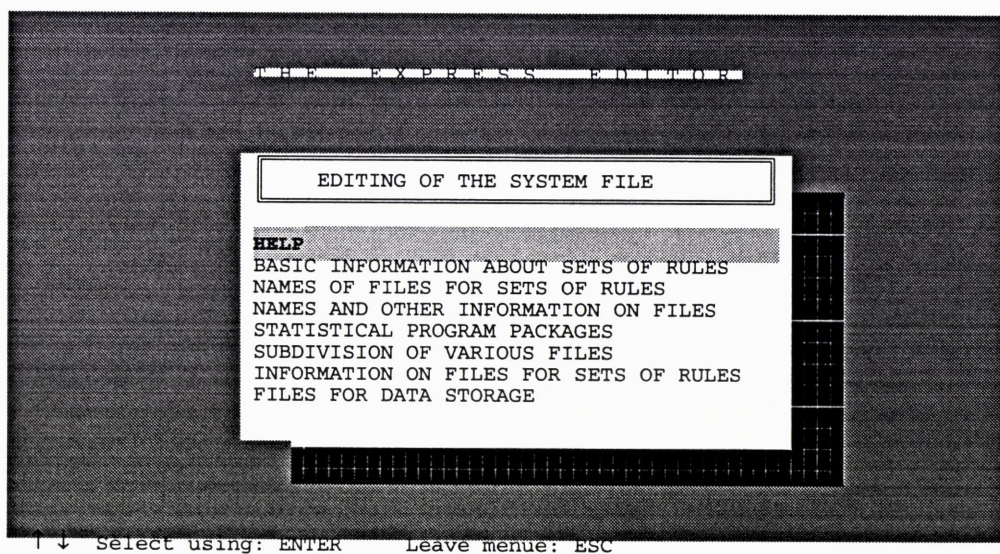 THE EXPRESS EDITOR
EDITING OF THE SYSTEM FILE
HELP
BASIC INFORMATION ABOUT SETS OF RULES
NAMES OF FILES FOR SETS OF RULES
NAMES AND OTHER INFORMATION ON FILES
STATISTICAL PROGRAM PACKAGES
SUBDIVISION OF VARIOUS FILES
INFORMATION ON FILES FOR SETS OF RULES
FILES FOR DATA STORAGE
↑ ↓ Select using: ENTER Leave menue: ESC